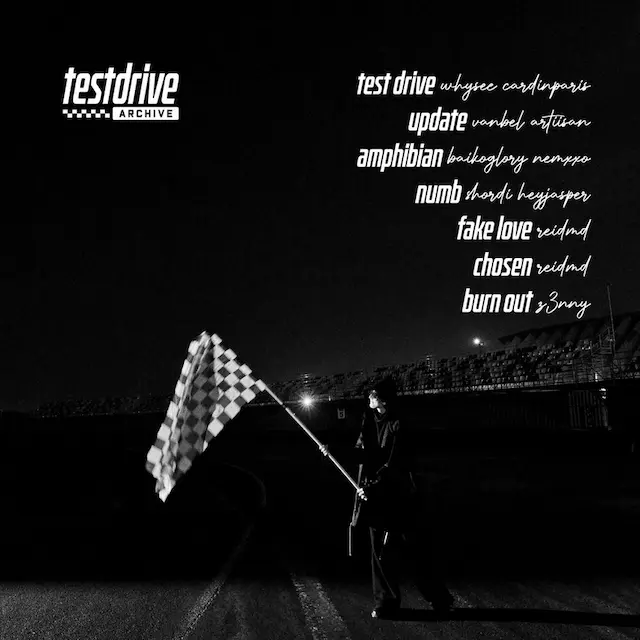 testdrive
ARCHIVE
test drive whysee cardinparis
update vanbel artiisan
amphibian baikoglory nemxxo
numb shordi heyjasper
fake love reidmd
chosen reidmd
burn out z3nny